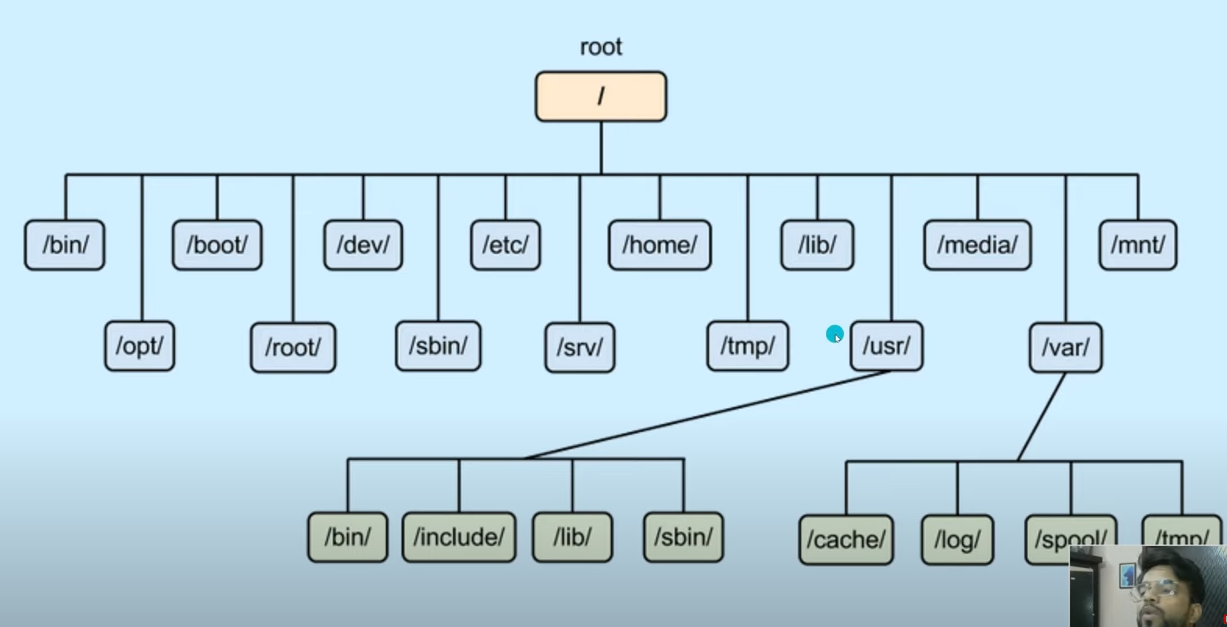 root
/
/bin/
/boot/
/dev/
/etc/
/home/
/lib/
/media/
/mnt/
/opt/
/root/
/sbin/
/srv/
/tmp/
/usr/
/var/
/bin/
/include/
/lib/
/sbin/
/cache/
/log/
/spool/
/tmp/